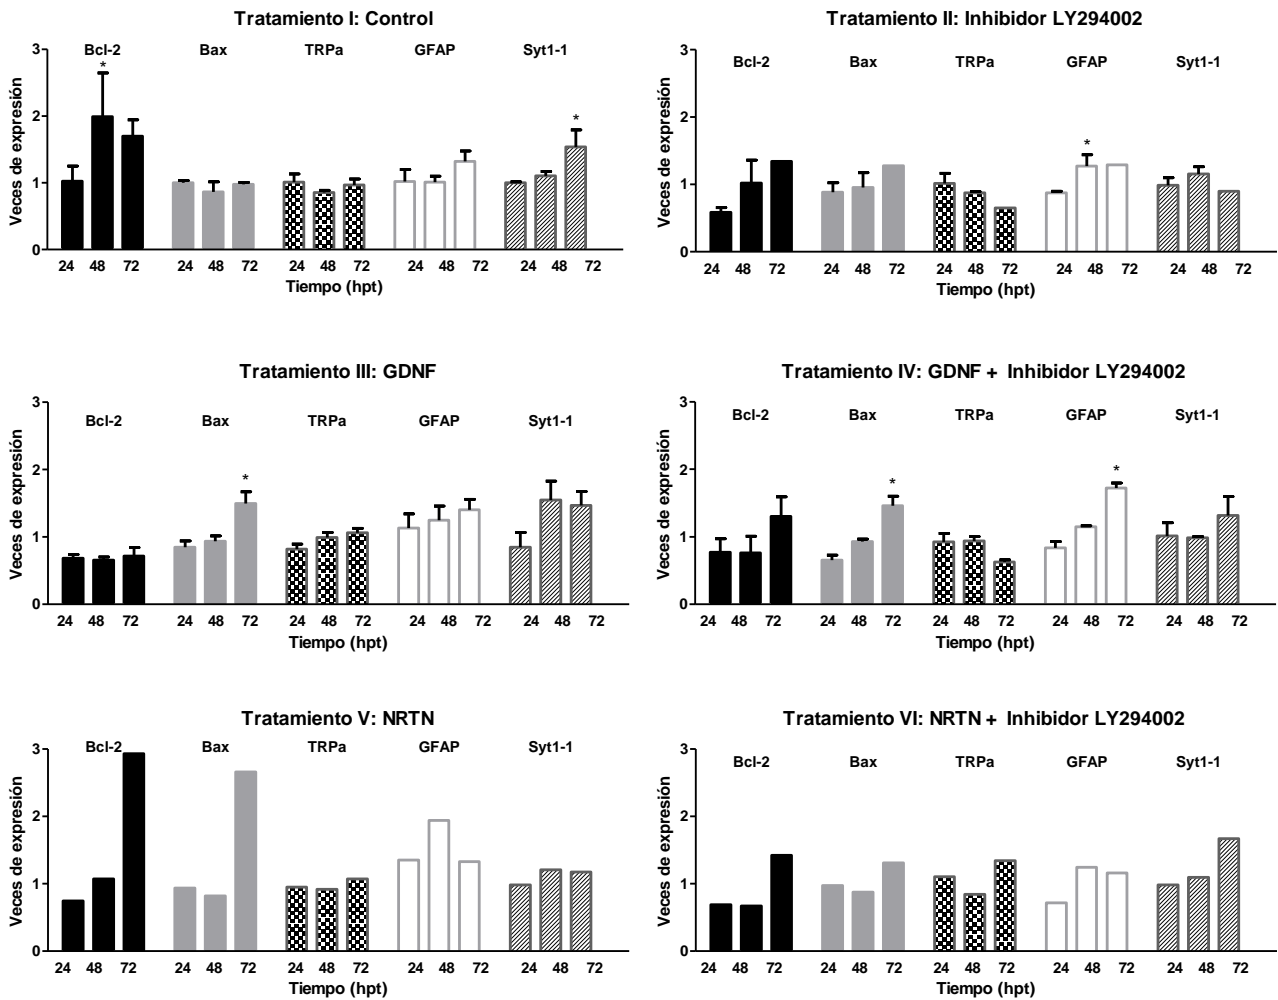 Tratamiento I: Control
Bcl-2 Bax TRPa GFAP Syt1-1
* *
3
2
1
0
Veces de expresión
24 48 72 24 48 72 24 48 72 24 48 72 24 48 72
Tiempo (hpt)
Tratamiento II: Inhibidor LY294002
Bcl-2 Bax TRPa GFAP Syt1-1
*
3
2
1
0
Veces de expresión
24 48 72 24 48 72 24 48 72 24 48 72 24 48 72
Tiempo (hpt)
Tratamiento III: GDNF
Bcl-2 Bax TRPa GFAP Syt1-1
*
3
2
1
0
Veces de expresión
24 48 72 24 48 72 24 48 72 24 48 72 24 48 72
Tiempo (hpt)
Tratamiento IV: GDNF + Inhibidor LY294002
Bcl-2 Bax TRPa GFAP Syt1-1
* *
3
2
1
0
Veces de expresión
24 48 72 24 48 72 24 48 72 24 48 72 24 48 72
Tiempo (hpt)
Tratamiento V: NRTN
Bcl-2 Bax TRPa GFAP Syt1-1
3
2
1
0
Veces de expresión
24 48 72 24 48 72 24 48 72 24 48 72 24 48 72
Tiempo (hpt)
Tratamiento VI: NRTN + Inhibidor LY294002
Bcl-2 Bax TRPa GFAP Syt1-1
3
2
1
0
Veces de expresión
24 48 72 24 48 72 24 48 72 24 48 72 24 48 72
Tiempo (hpt)